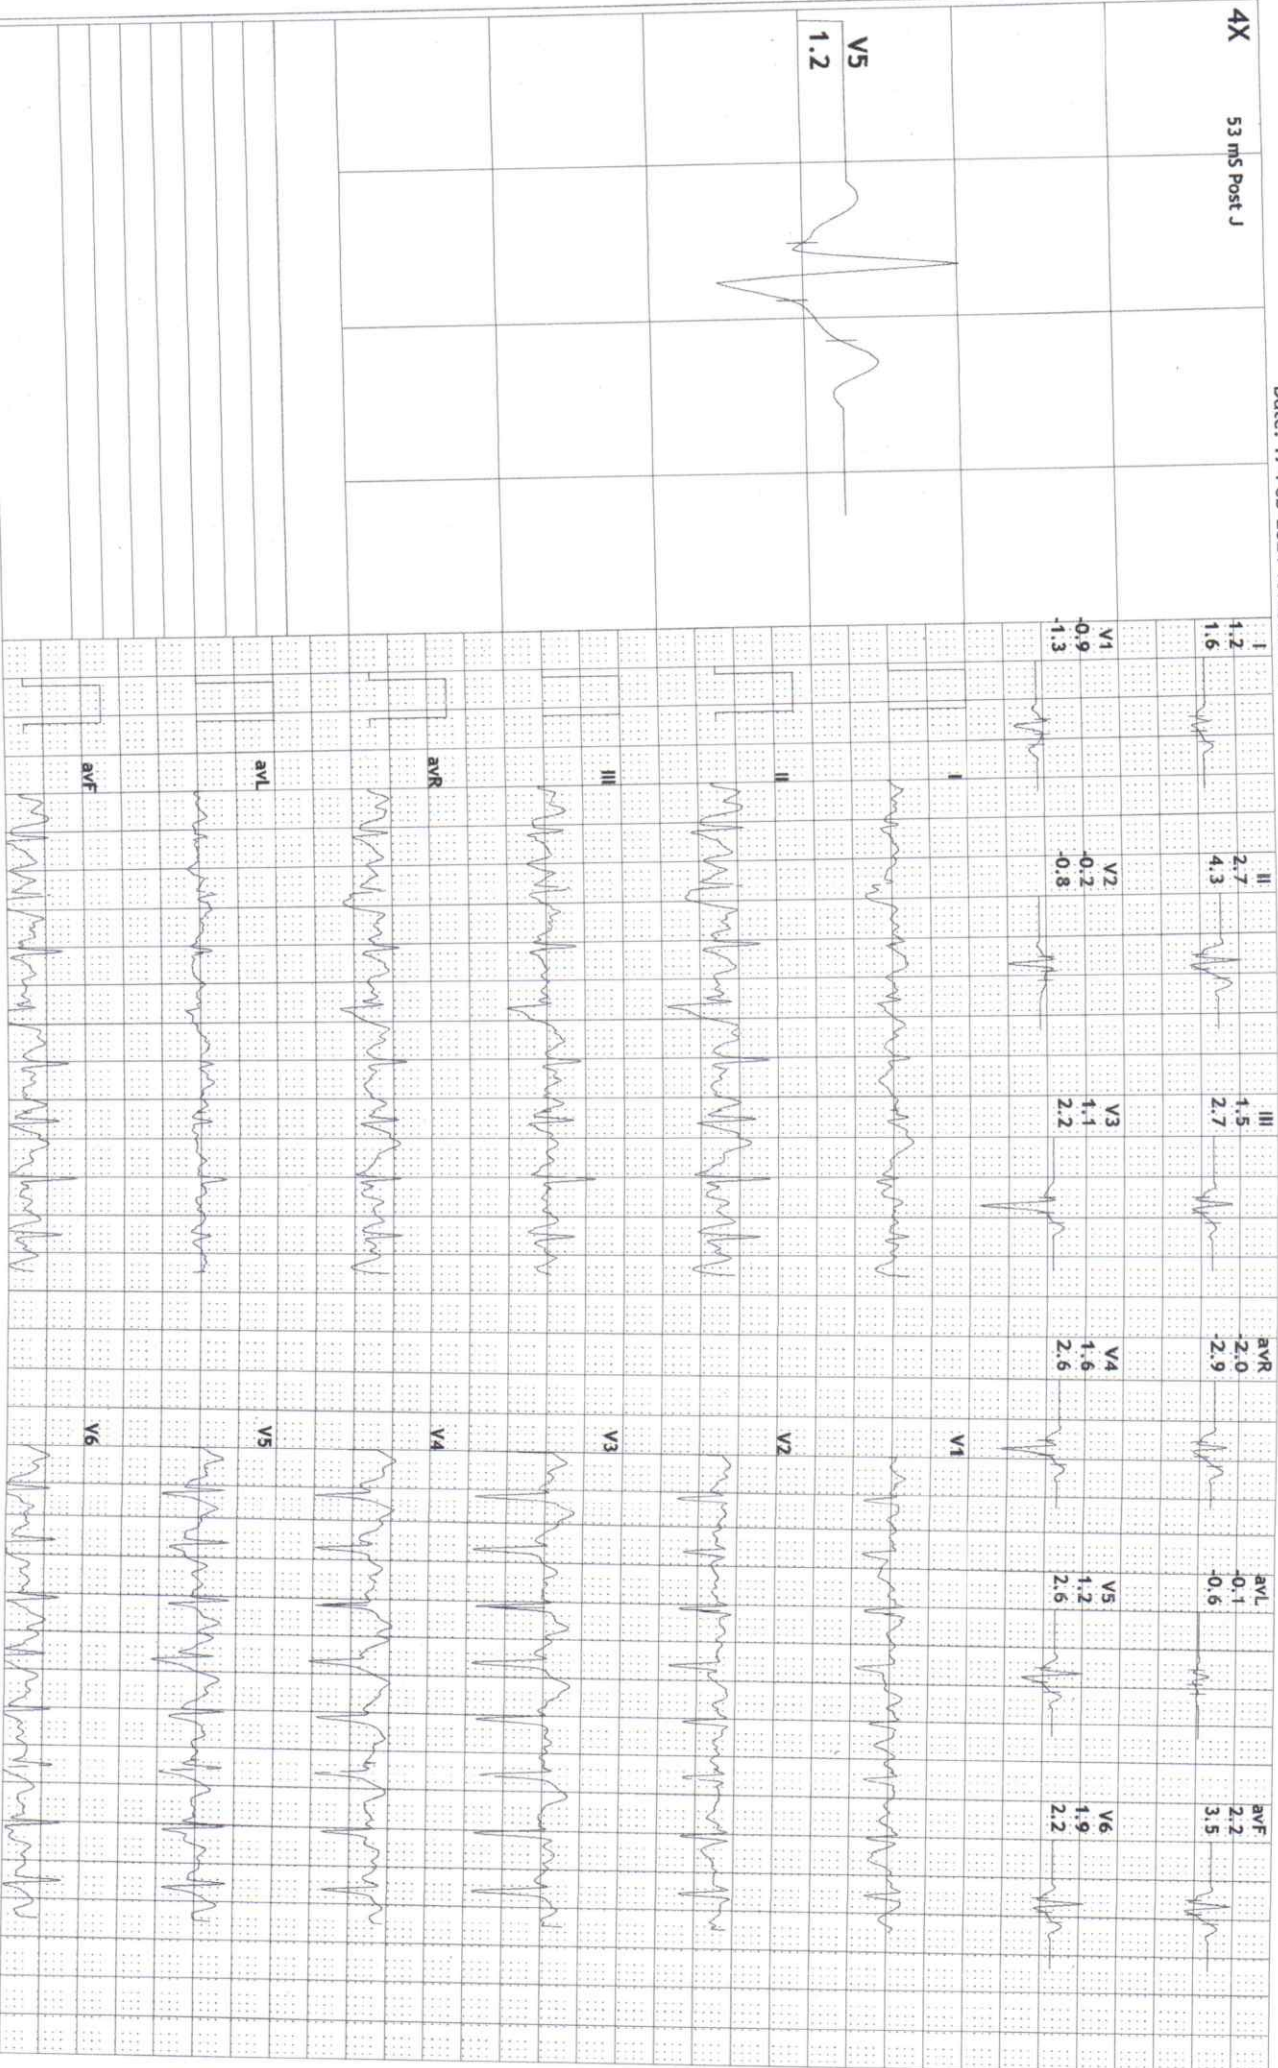 4X 53 mS Post J
V5
1.2
I II III avR avL avF
1.2 2.7 1.5 -2.0 -0.1 2.2
1.6 4.3 2.7 -2.9 -0.6 3.5
V1 V2 V3 V4 V5 V6
-0.9 -0.2 1.1 1.6 1.2 1.9
-1.3 -0.8 2.2 2.6 2.6 2.2
I V1
II V2
III V3
avR V4
avL V5
avF V6